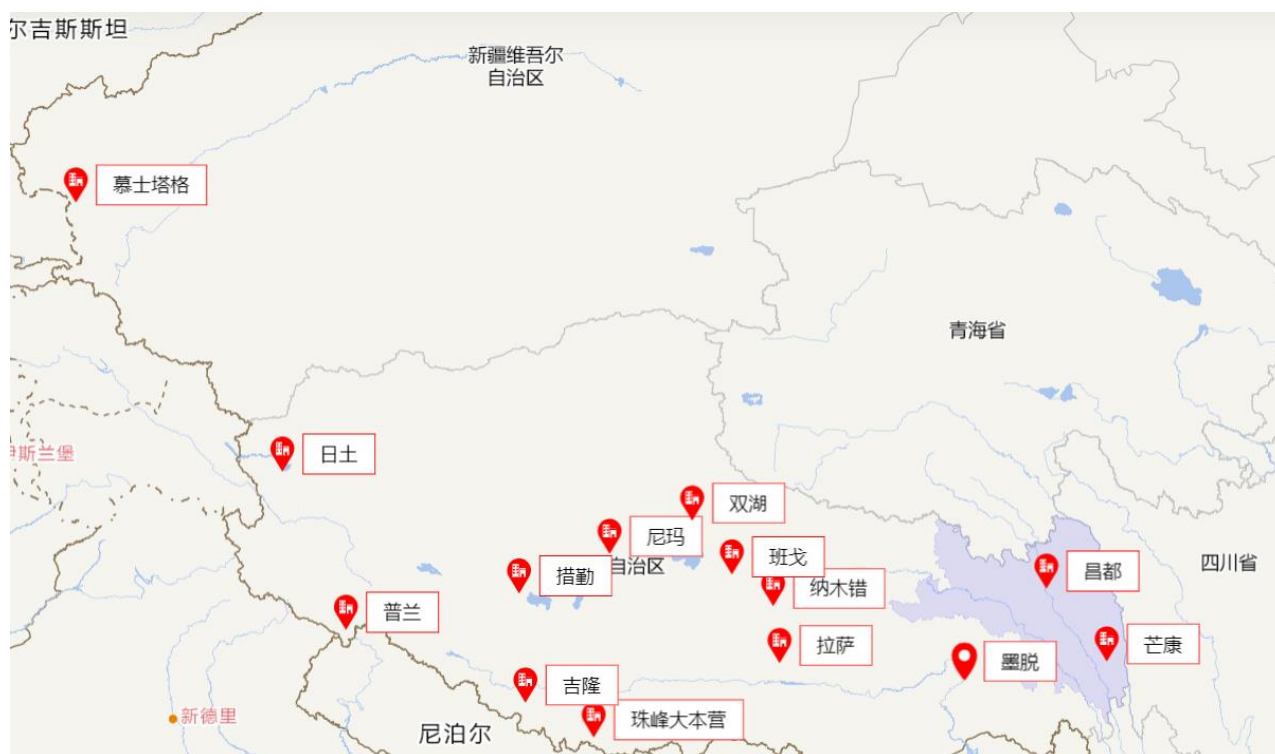 尔吉斯斯坦
新疆维吾尔
自治区
慕士塔格
青海省
日土
双湖
尼玛
自治区
班戈
措勤
纳木错
昌都
四川省
普兰
拉萨
芒康
墨脱
吉隆
珠峰大本营
新德里
尼泊尔
斯兰堡